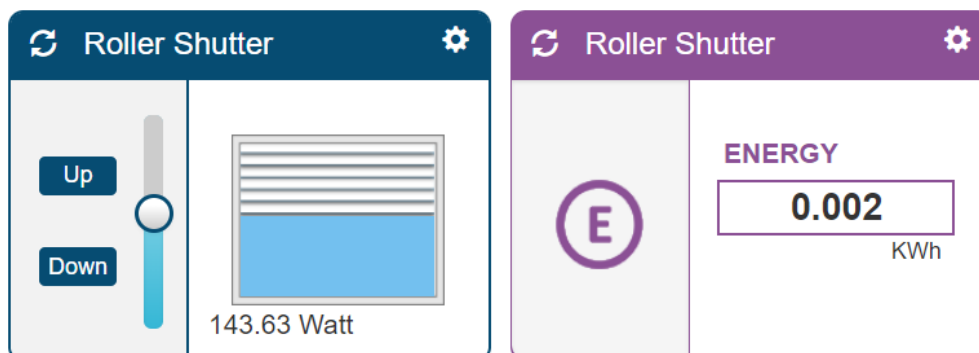 Roller Shutter
Up
Down
143.63 Watt
Roller Shutter
E
ENERGY
0.002
KWh